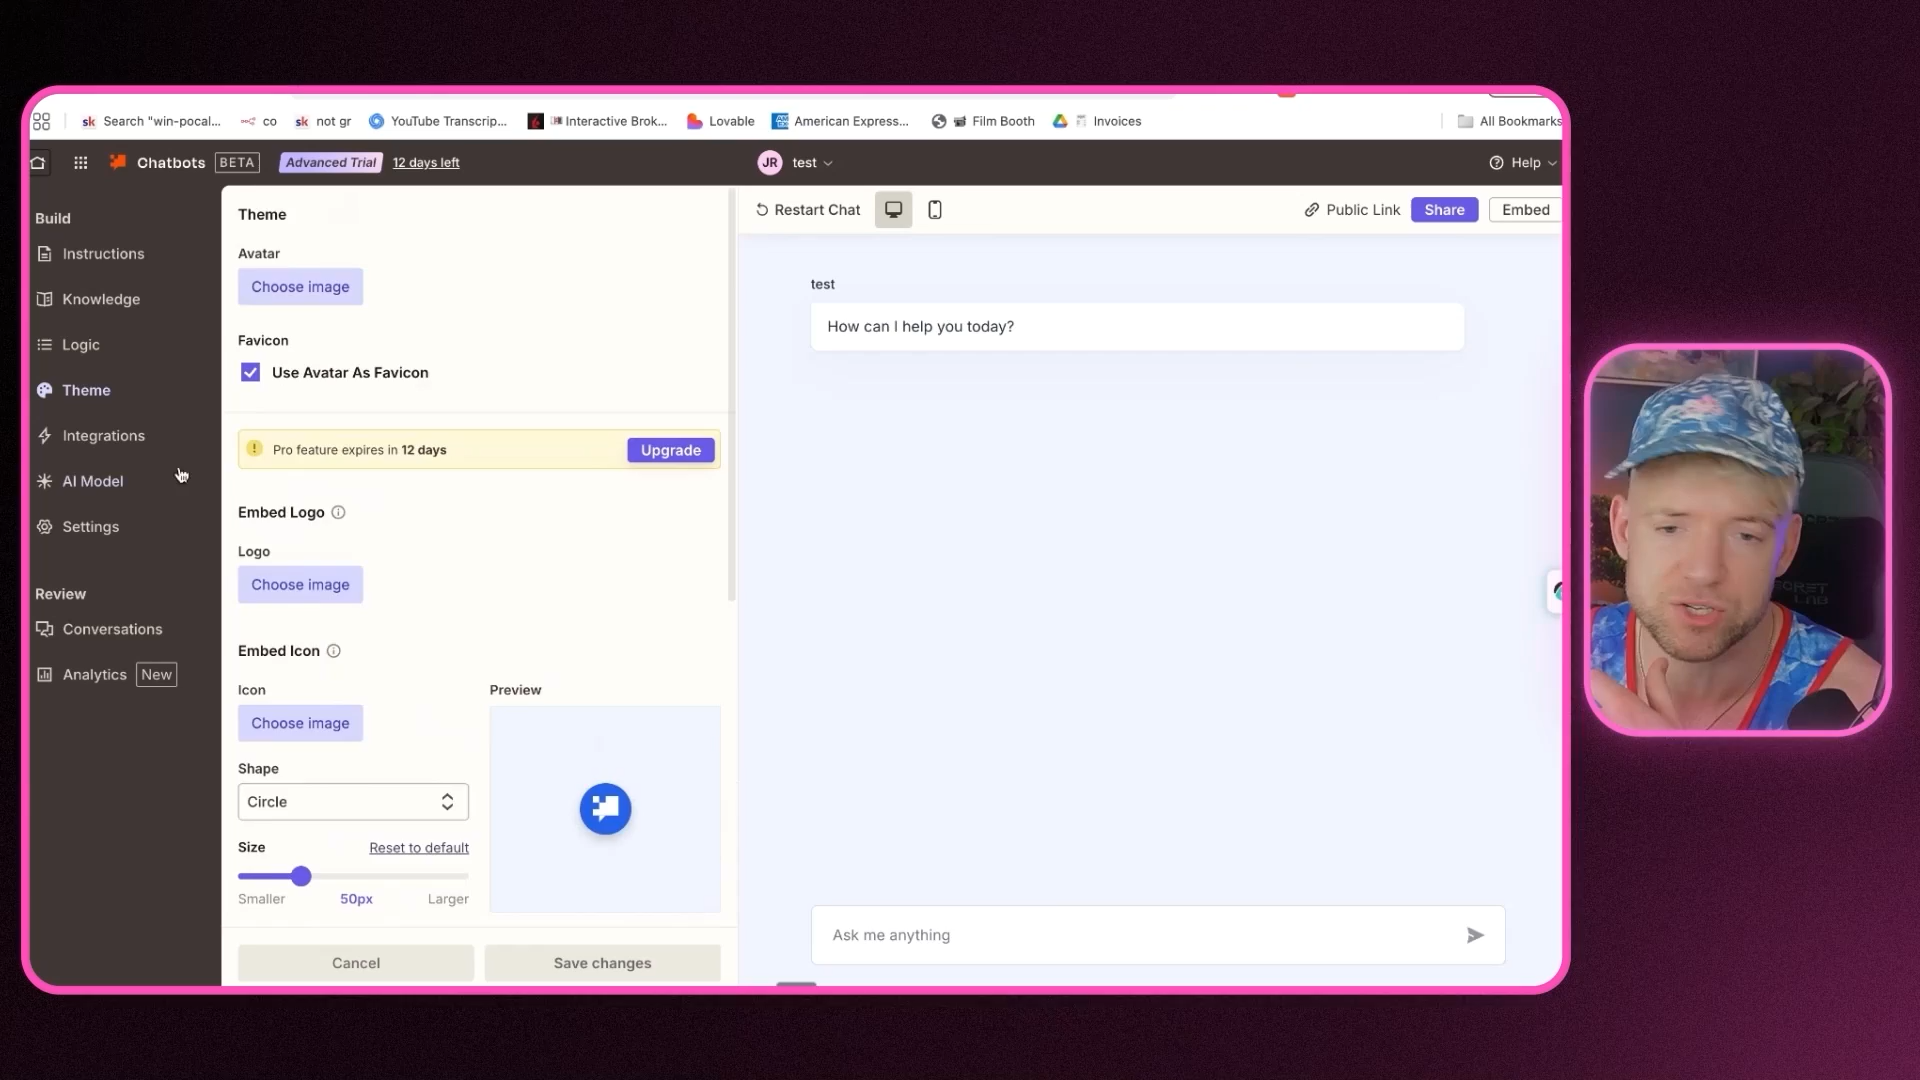 Search "win-pocal...
co
not gr
YouTube Transcrip...
Interactive Brok...
Lovable
American Express...
Film Booth
Invoices
All Bookmarks
Chatbots
BETA
Advanced Trial
12 days left
JR
test
Help
Build
Instructions
Knowledge
Logic
Theme
Integrations
AI Model
Settings
Review
Conversations
Analytics
New
Theme
Avatar
Choose image
Favicon
Use Avatar As Favicon
Pro feature expires in 12 days
Upgrade
Embed Logo
Logo
Choose image
Embed Icon
Icon
Choose image
Preview
Shape
Circle
Size
Reset to default
Smaller
50px
Larger
Cancel
Save changes
Restart Chat
Public Link
Share
Embed
test
How can I help you today?
Ask me anything